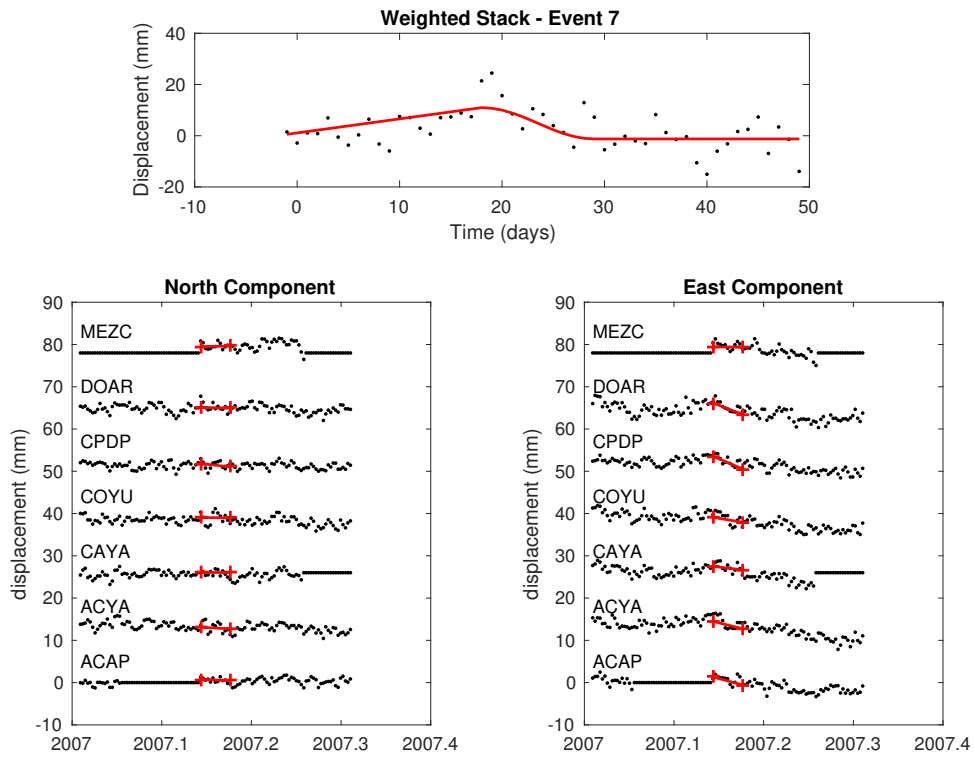 Weighted Stack - Event 7
Displacement (mm)
40
20
0
-20
-10 0 10 20 30 40 50
Time (days)
North Component
displacement (mm)
90
80
70
60
50
40
30
20
10
0
-10
MEZC
DOAR
CPDP
COYU
CAYA
ACYA
ACAP
2007 2007.1 2007.2 2007.3 2007.4
East Component
displacement (mm)
90
80
70
60
50
40
30
20
10
0
-10
MEZC
DOAR
CPDP
COYU
CAYA
ACYA
ACAP
2007 2007.1 2007.2 2007.3 2007.4